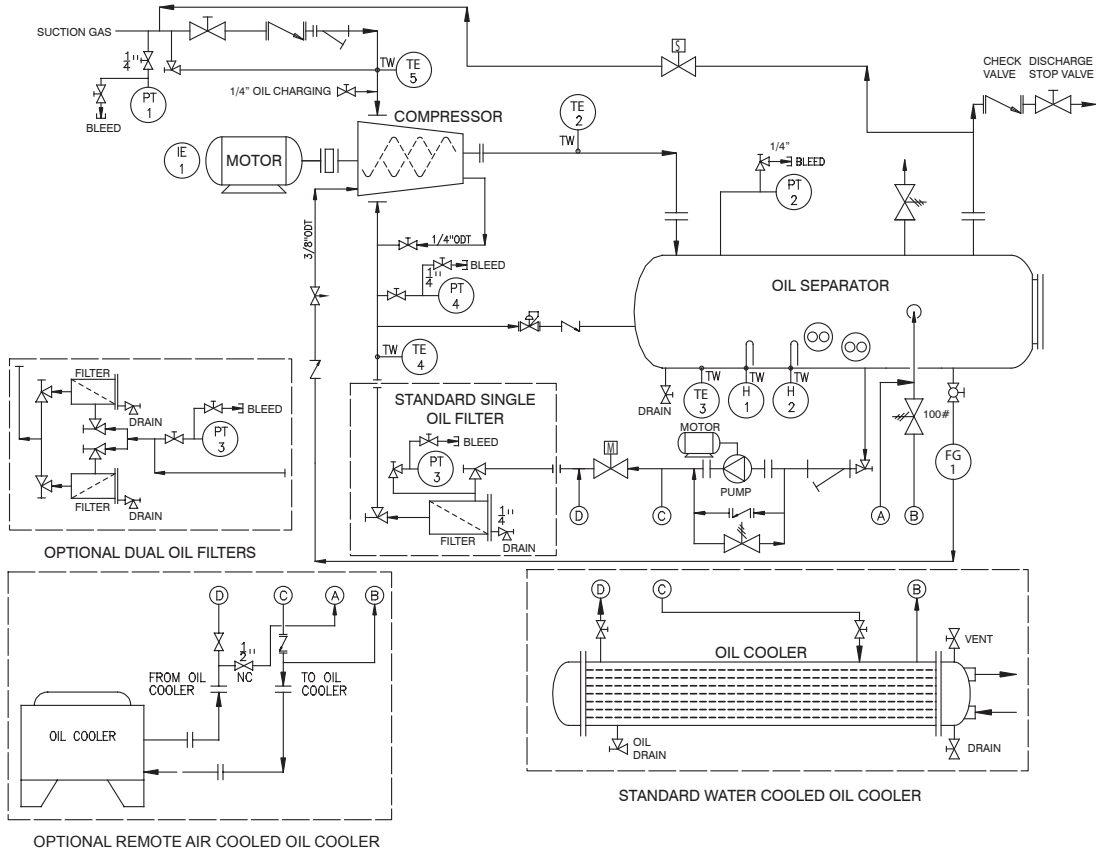 SUCTION GAS
1/4"
PT
1
BLEED
TW
TE
5
1/4" OIL CHARGING
COMPRESSOR
IE
1
MOTOR
TE
2
TW
S
CHECK
VALVE
DISCHARGE
STOP VALVE
1/4"
BLEED
PT
2
3/8"ODT
1/4"ODT
1/4"
BLEED
PT
4
TW
TE
4
OIL SEPARATOR
DRAIN
TW
TE
3
TW
H
1
TW
H
2
100#
FG
1
A
B
FILTER
DRAIN
BLEED
PT
3
FILTER
DRAIN
OPTIONAL DUAL OIL FILTERS
STANDARD SINGLE
OIL FILTER
BLEED
PT
3
FILTER
1/4"
DRAIN
M
D
C
MOTOR
PUMP
D
C
A
B
1/2"
NC
FROM OIL
COOLER
TO OIL
COOLER
OIL COOLER
OPTIONAL REMOTE AIR COOLED OIL COOLER
D
C
B
OIL COOLER
VENT
OIL
DRAIN
DRAIN
STANDARD WATER COOLED OIL COOLER